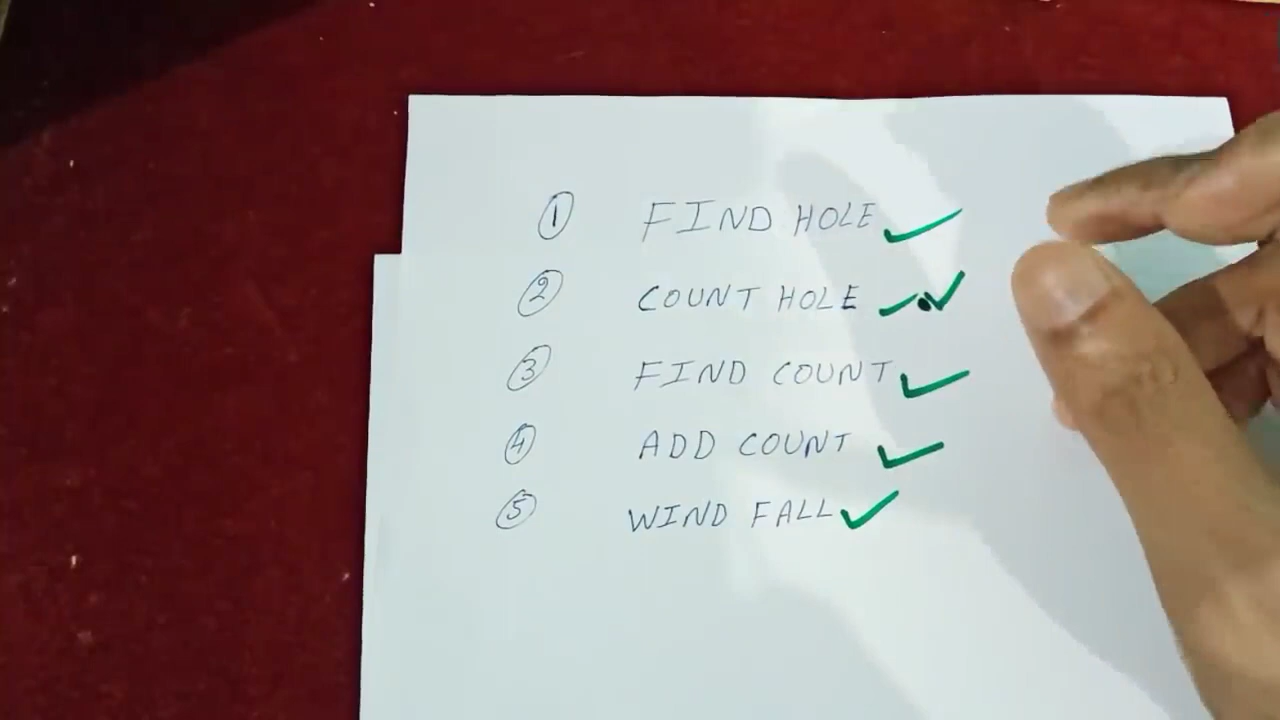 1 FIND HOLE ✓
2 COUNT HOLE ✓✓
3 FIND COUNT ✓
4 ADD COUNT ✓
5 WIND FALL ✓